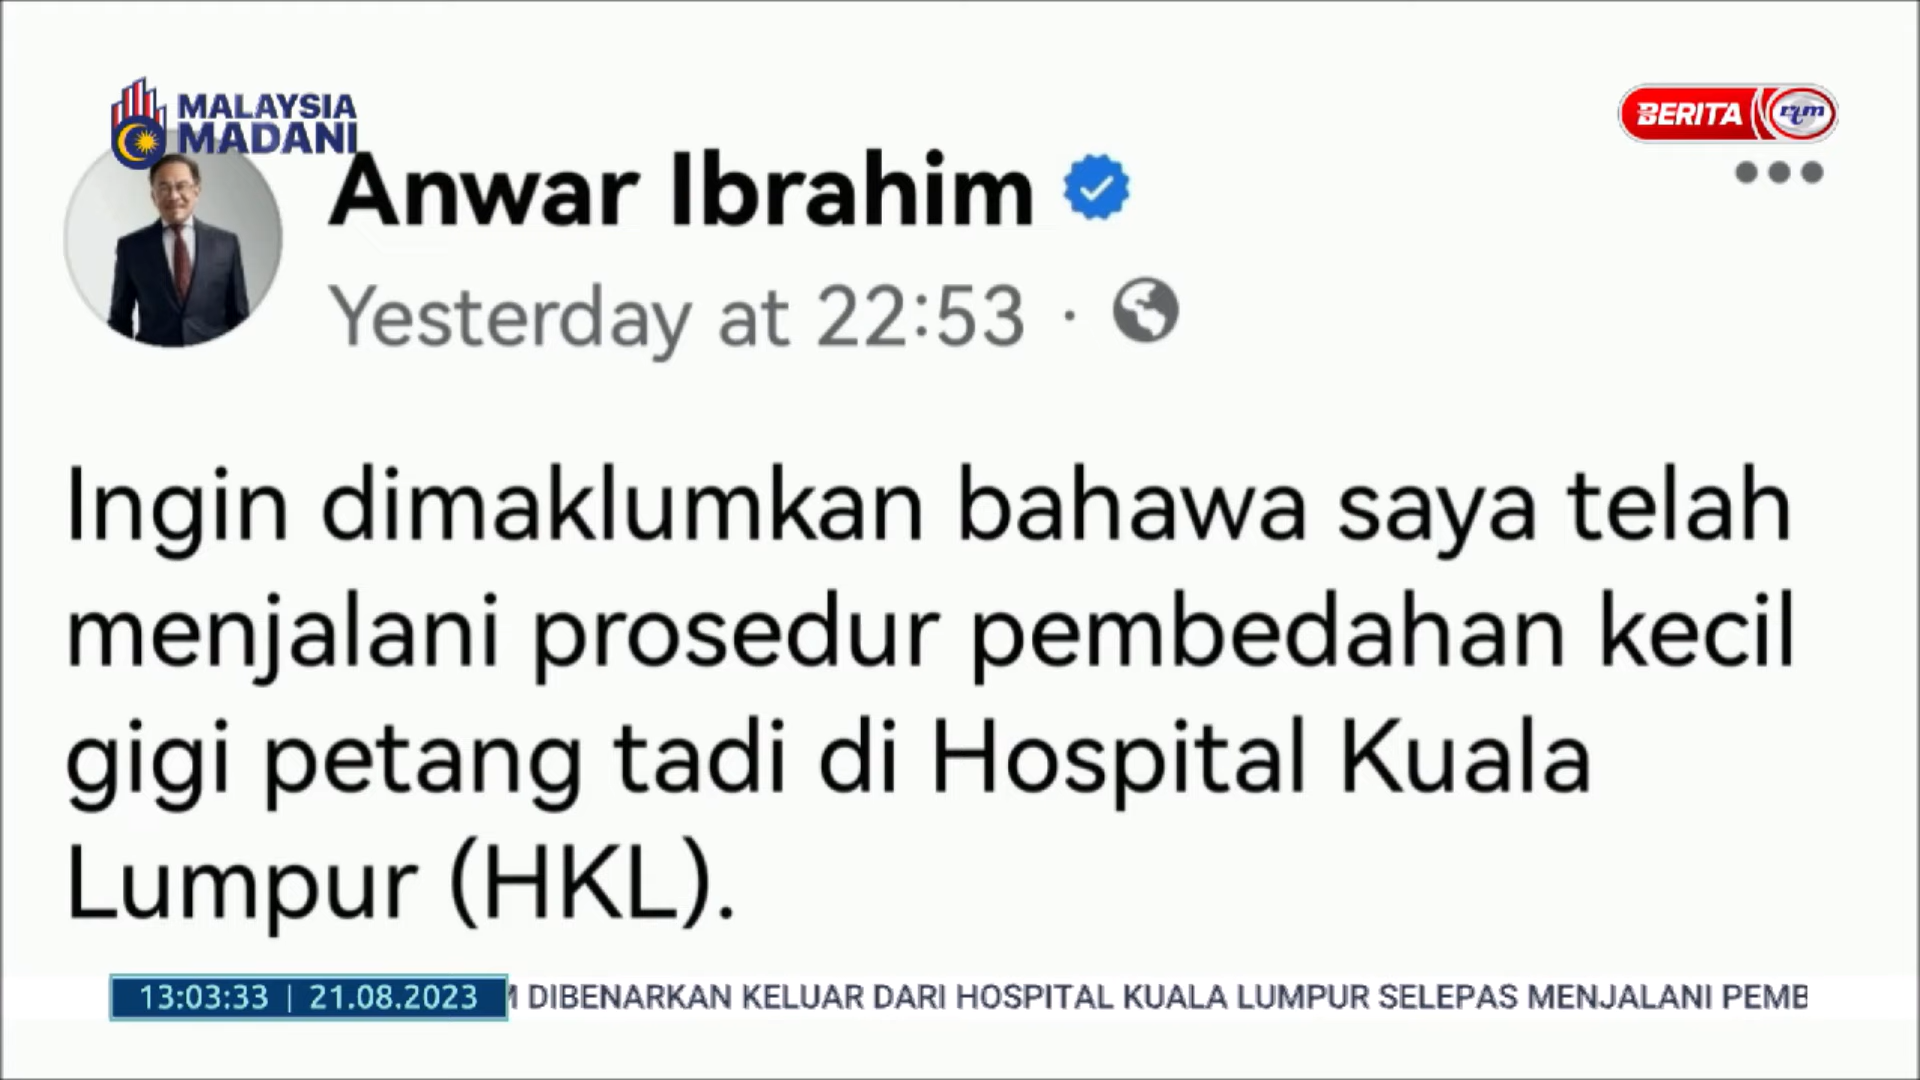 MALAYSIA
MADANI
BERITA rtm
Anwar Ibrahim
Yesterday at 22:53 ·
Ingin dimaklumkan bahawa saya telah
menjalani prosedur pembedahan kecil
gigi petang tadi di Hospital Kuala
Lumpur (HKL).
13:03:33 | 21.08.2023 DIBENARKAN KELUAR DARI HOSPITAL KUALA LUMPUR SELEPAS MENJALANI PEMB